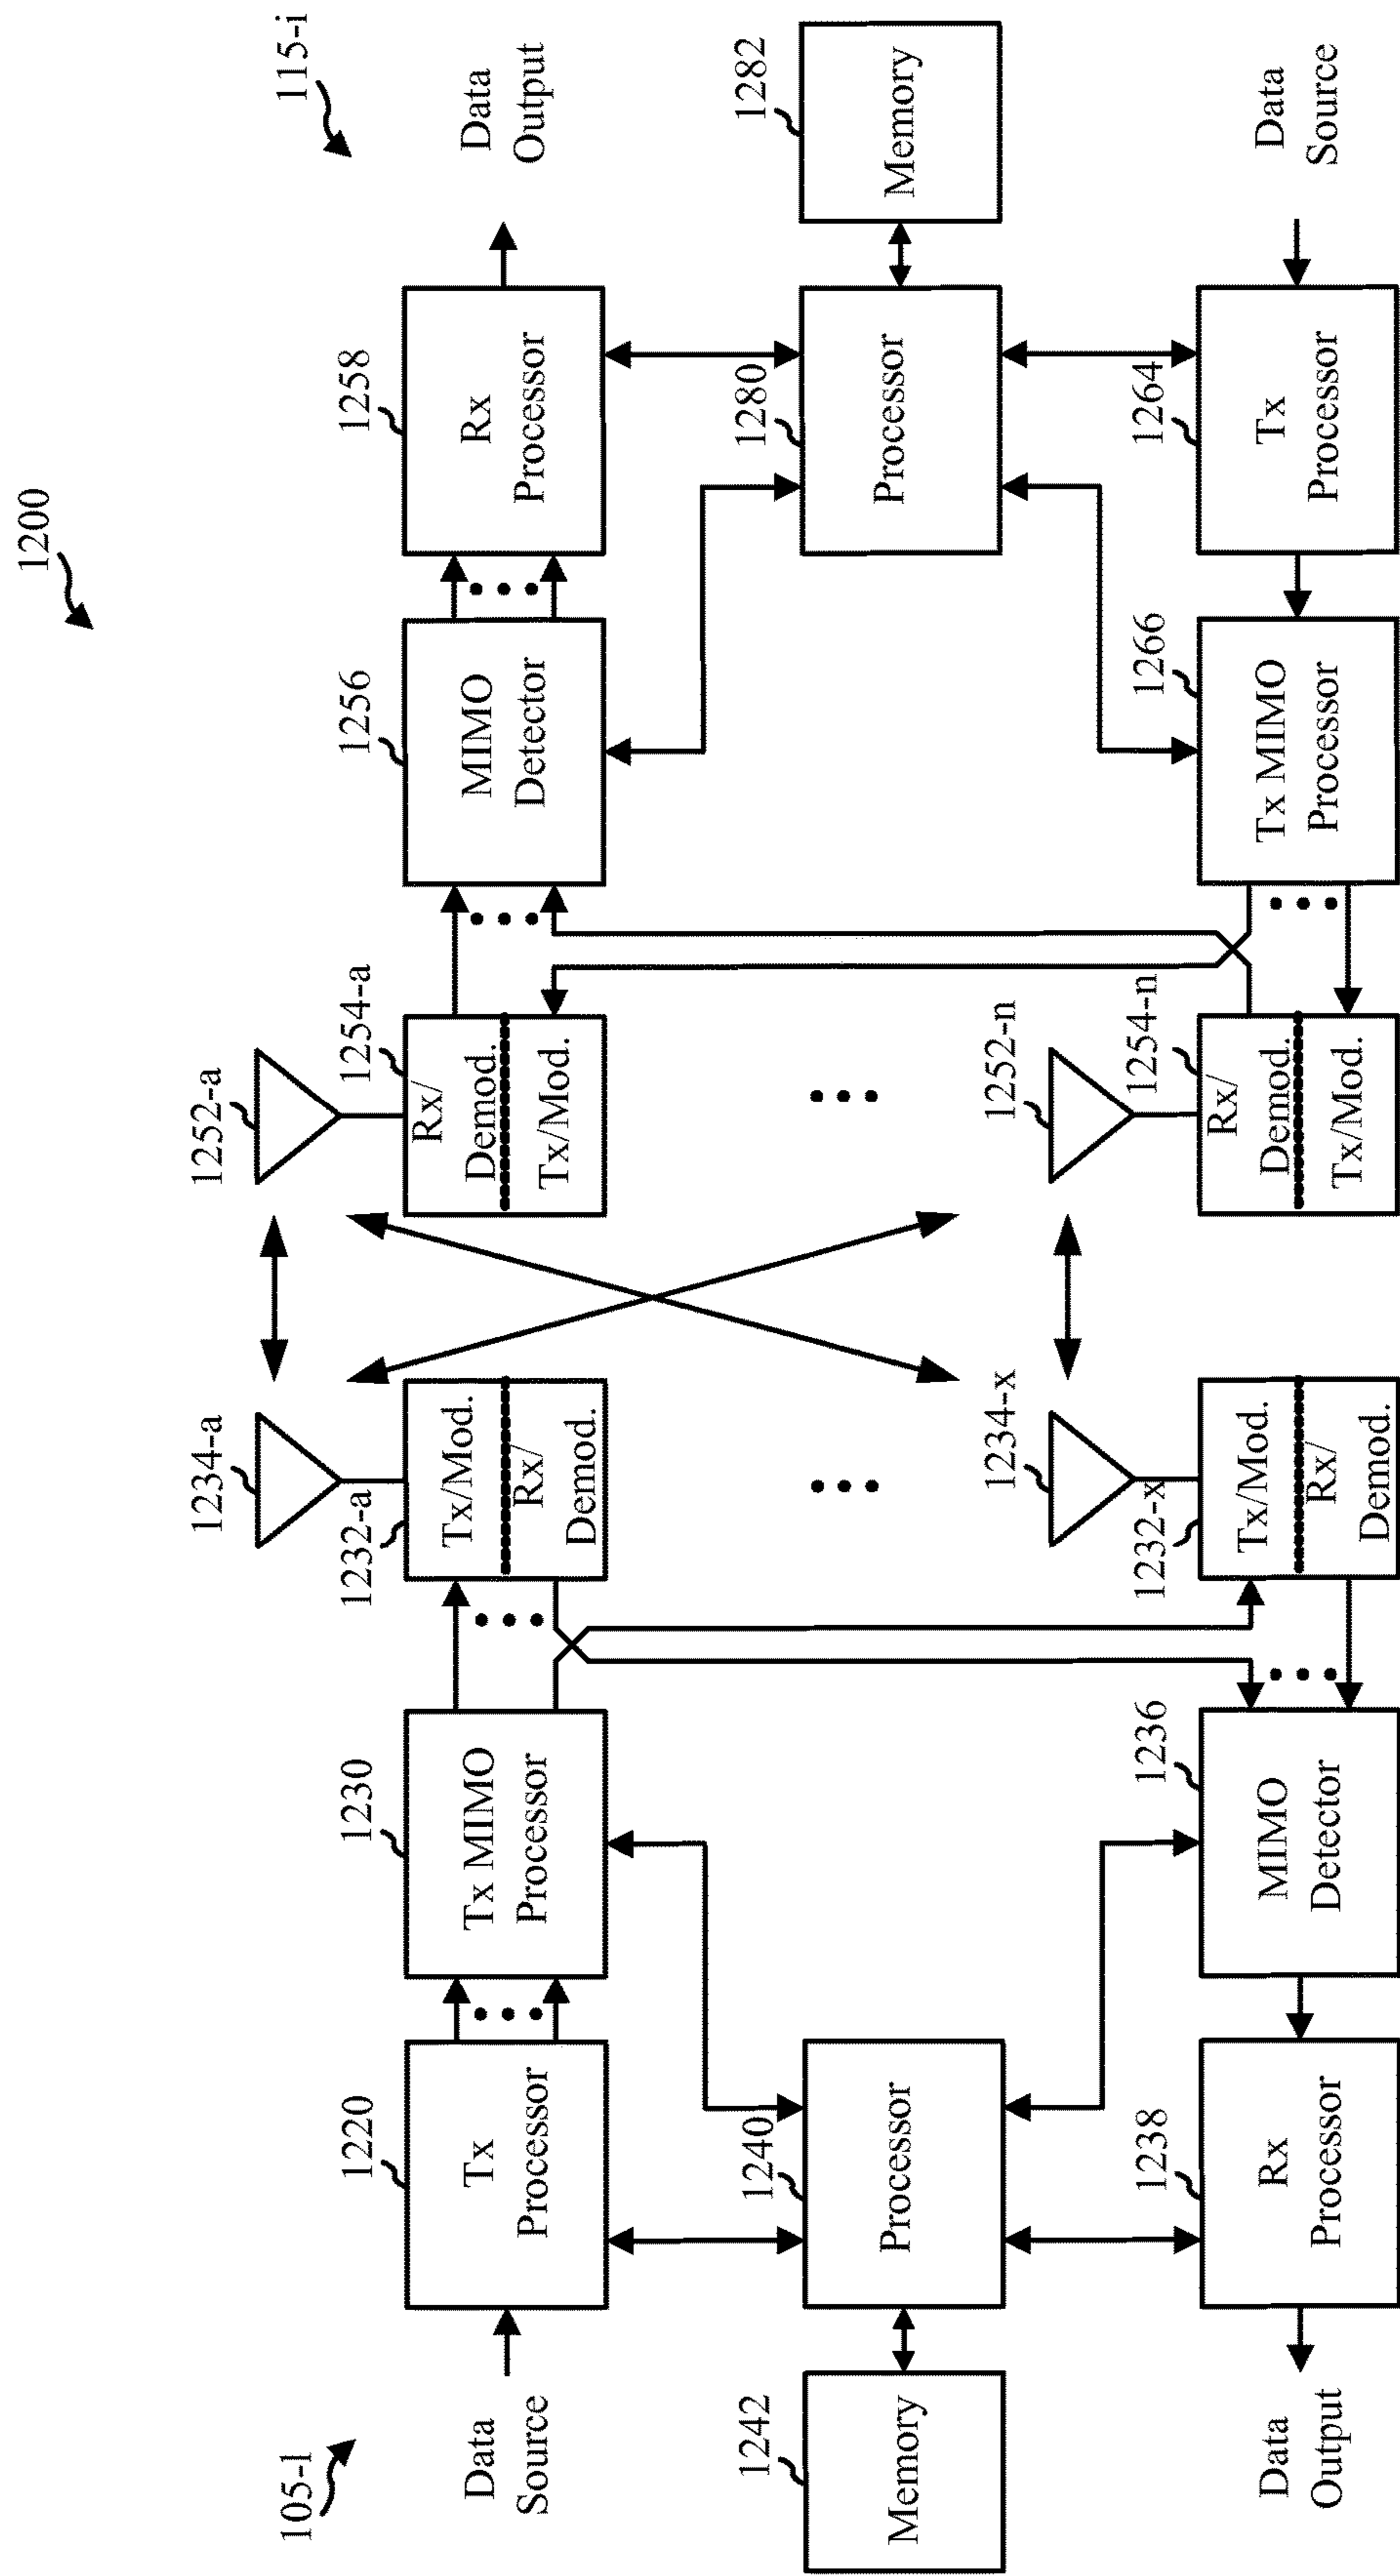 1200
105-l
115-i
Data
Source
1220
Tx
Processor
1230
Tx MIMO
Processor
1234-a
1232-a
Tx/Mod.
Rx/
Demod.
1252-a
1254-a
Rx/
Demod.
Tx/Mod.
1256
MIMO
Detector
1258
Rx
Processor
Data
Output
1242
Memory
1240
Processor
1280
Processor
1282
Memory
Data
Output
1238
Rx
Processor
1236
MIMO
Detector
1234-x
1232-x
Tx/Mod.
Rx/
Demod.
1252-n
1254-n
Rx/
Demod.
Tx/Mod.
1266
Tx MIMO
Processor
1264
Tx
Processor
Data
Source